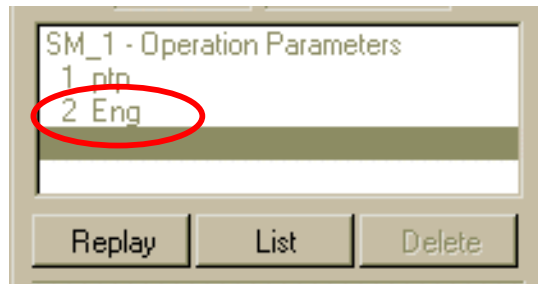 SM_1 - Operation Parameters
1 ptp
2 Eng
Replay List Delete